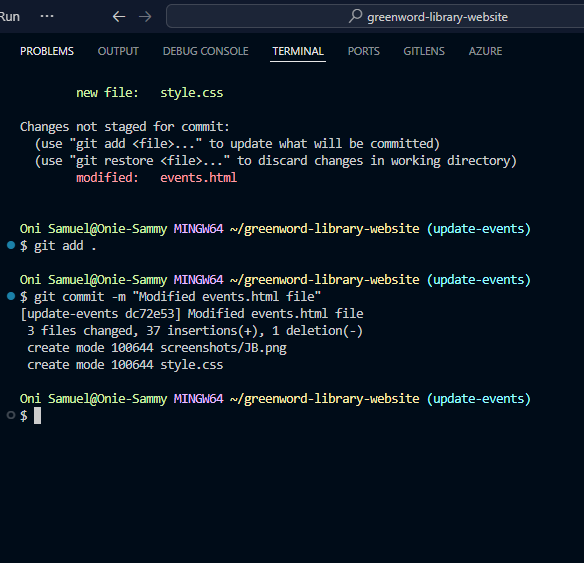 Run ··· ← → greenword-library-website
PROBLEMS OUTPUT DEBUG CONSOLE TERMINAL PORTS GITLENS AZURE
new file:   style.css
Changes not staged for commit:
(use "git add <file>..." to update what will be committed)
(use "git restore <file>..." to discard changes in working directory)
modified:   events.html
Oni Samuel@Onie-Sammy MINGW64 ~/greenword-library-website (update-events)
$ git add .
Oni Samuel@Onie-Sammy MINGW64 ~/greenword-library-website (update-events)
$ git commit -m "Modified events.html file"
[update-events dc72e53] Modified events.html file
3 files changed, 37 insertions(+), 1 deletion(-)
create mode 100644 screenshots/JB.png
create mode 100644 style.css
Oni Samuel@Onie-Sammy MINGW64 ~/greenword-library-website (update-events)
$